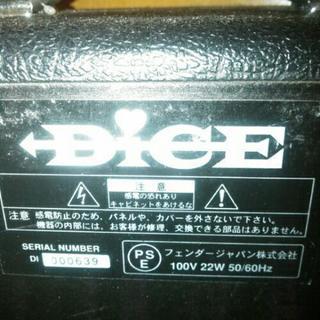 DiCE
注意
感電の恐れあり
キャビネットをあけるな
注意 感電防止のため、パネルや、カバーを外さないで下さい。
機器の内部には、お客様が修理、交換できる部品はありません。
SERIAL NUMBER
DI 000639
PS
E
フェンダージャパン株式会社
100V 22W 50/60Hz